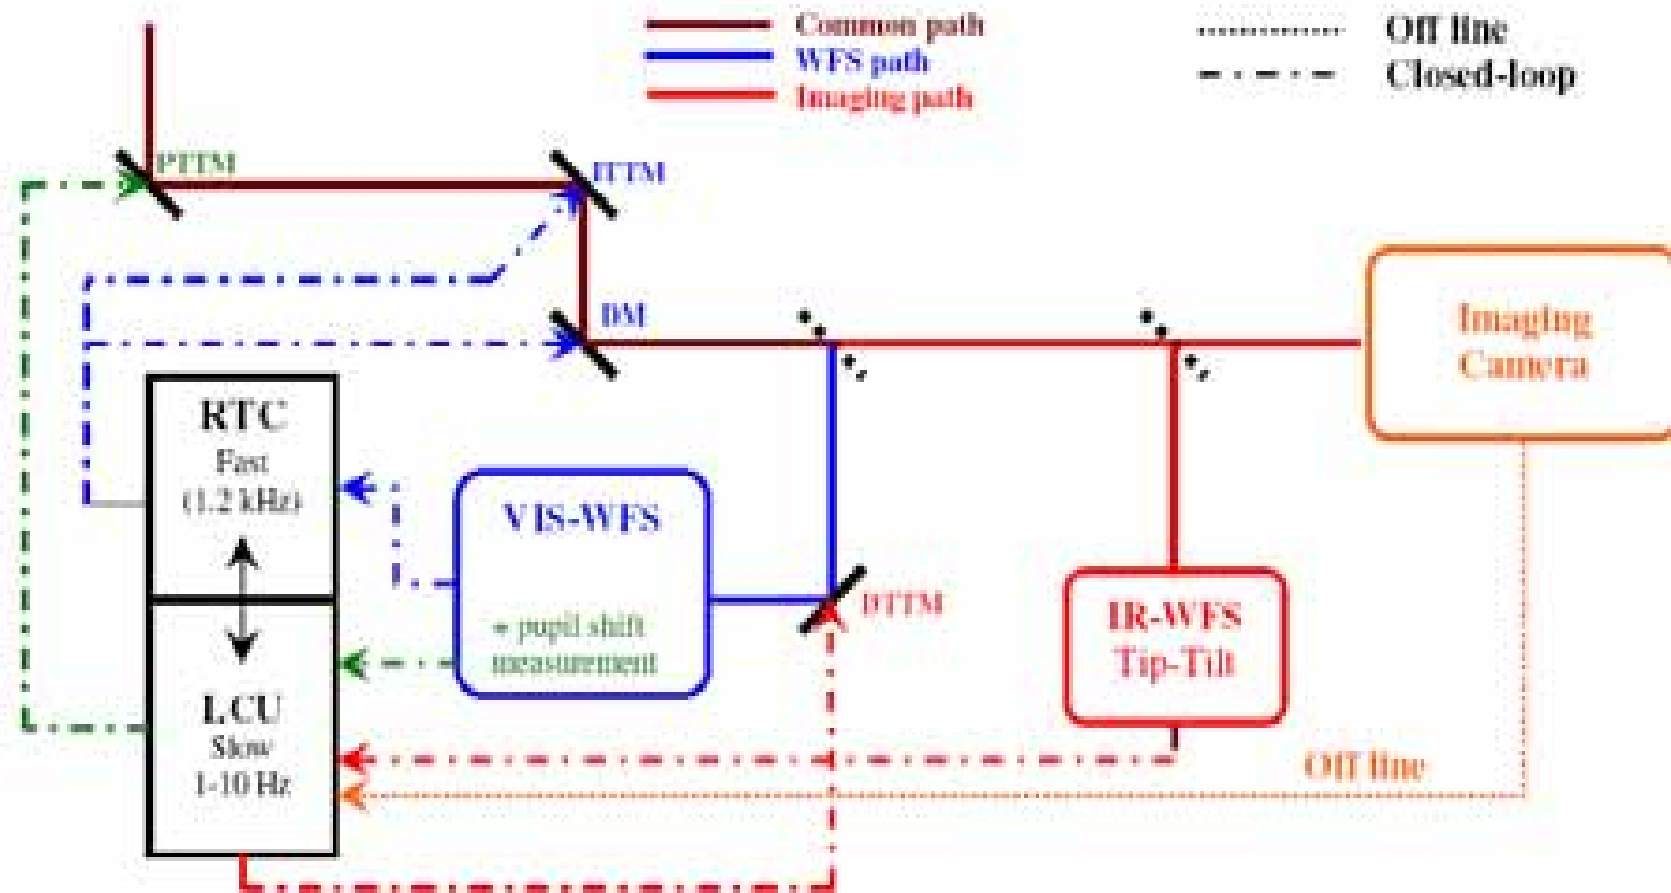 Common path
WFS path
Imaging path
Off line
Closed-loop
PTTM
ITTM
DM
Imaging
Camera
RTC
Fast
(1.2 kHz)
VIS-WFS
+ pupil shift
measurement
DTTM
IR-WFS
Tip-Tilt
LCU
Slow
1-10 Hz
Off line